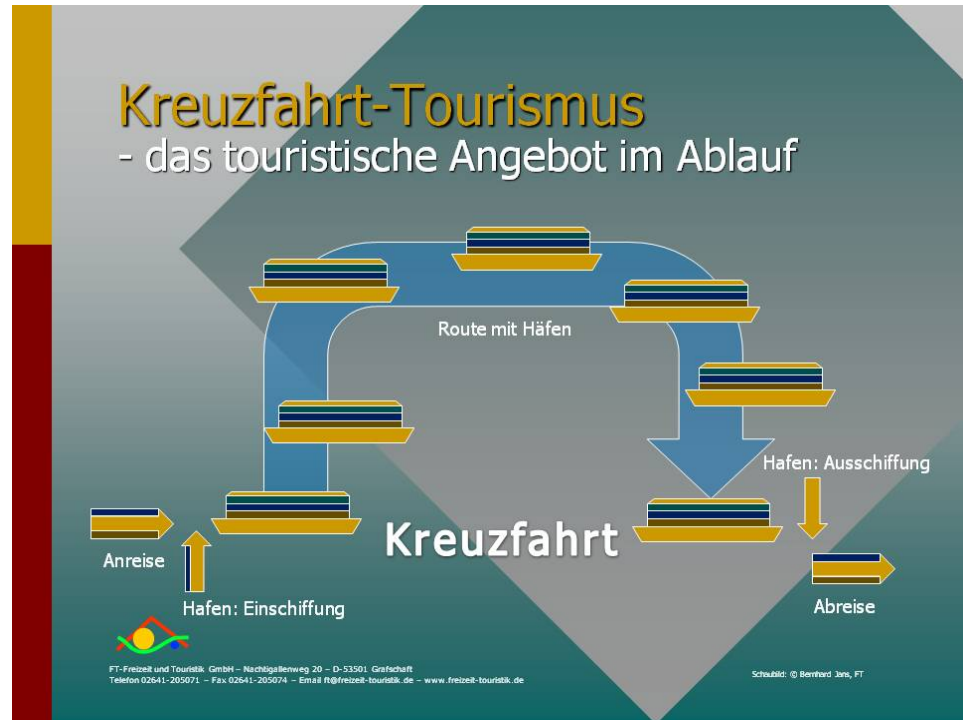 Kreuzfahrt-Tourismus
- das touristische Angebot im Ablauf
Route mit Häfen
Hafen: Ausschiffung
Kreuzfahrt
Anreise
Hafen: Einschiffung
Abreise
FT-Freizeit und Touristik GmbH – Nachtigallenweg 20 – D-53501 Grafschaft
Telefon 02641-205071 – Fax 02641-205074 – Email ft@freizeit-touristik.de – www.freizeit-touristik.de
Schaubild: © Bernhard Jans, FT